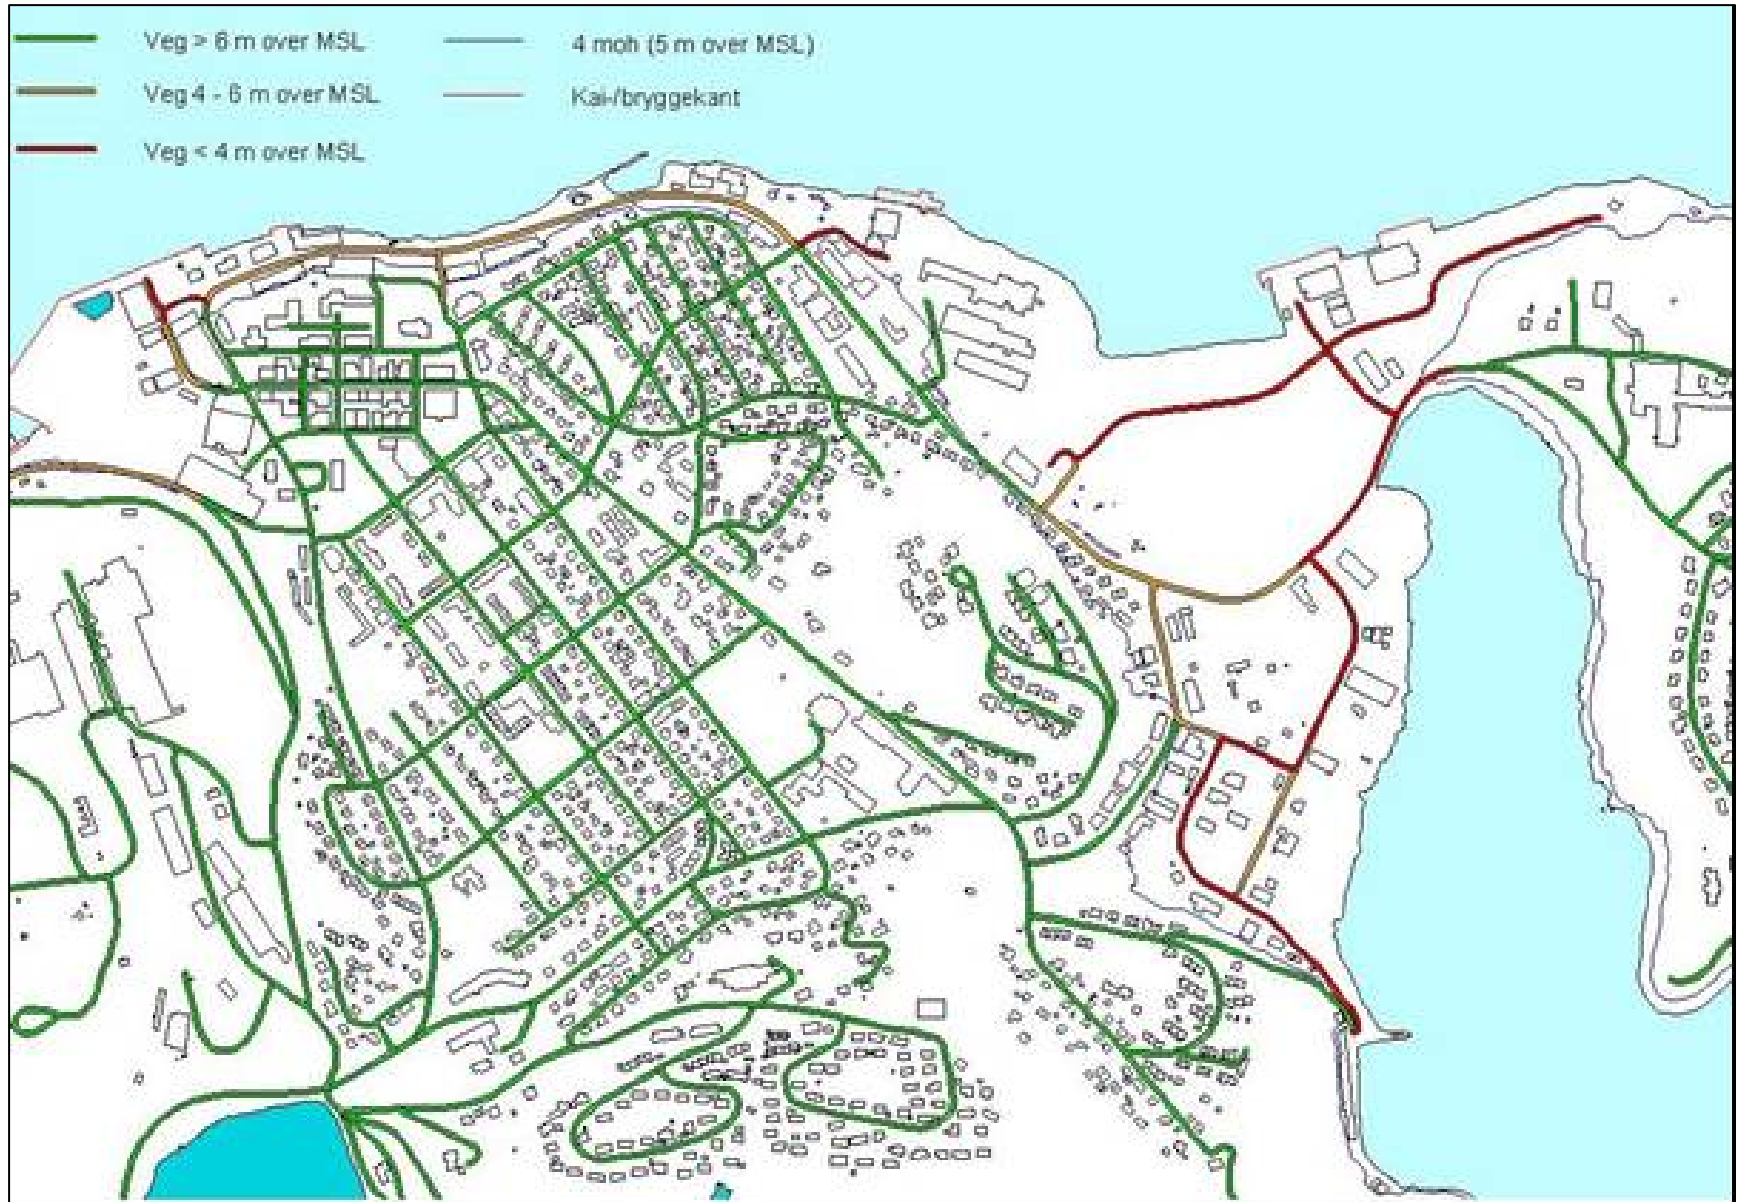 Veg > 6 m over MSL
Veg 4 - 6 m over MSL
Veg < 4 m over MSL
4 moh (5 m over MSL)
Kai-/bryggekant